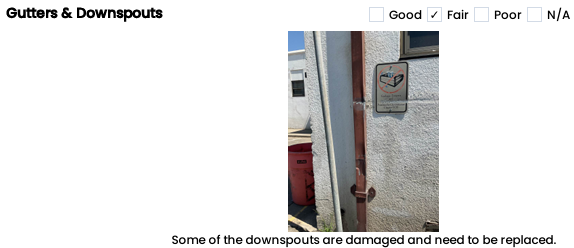 Gutters & Downspouts
Good ✓ Fair Poor N/A
Some of the downspouts are damaged and need to be replaced.